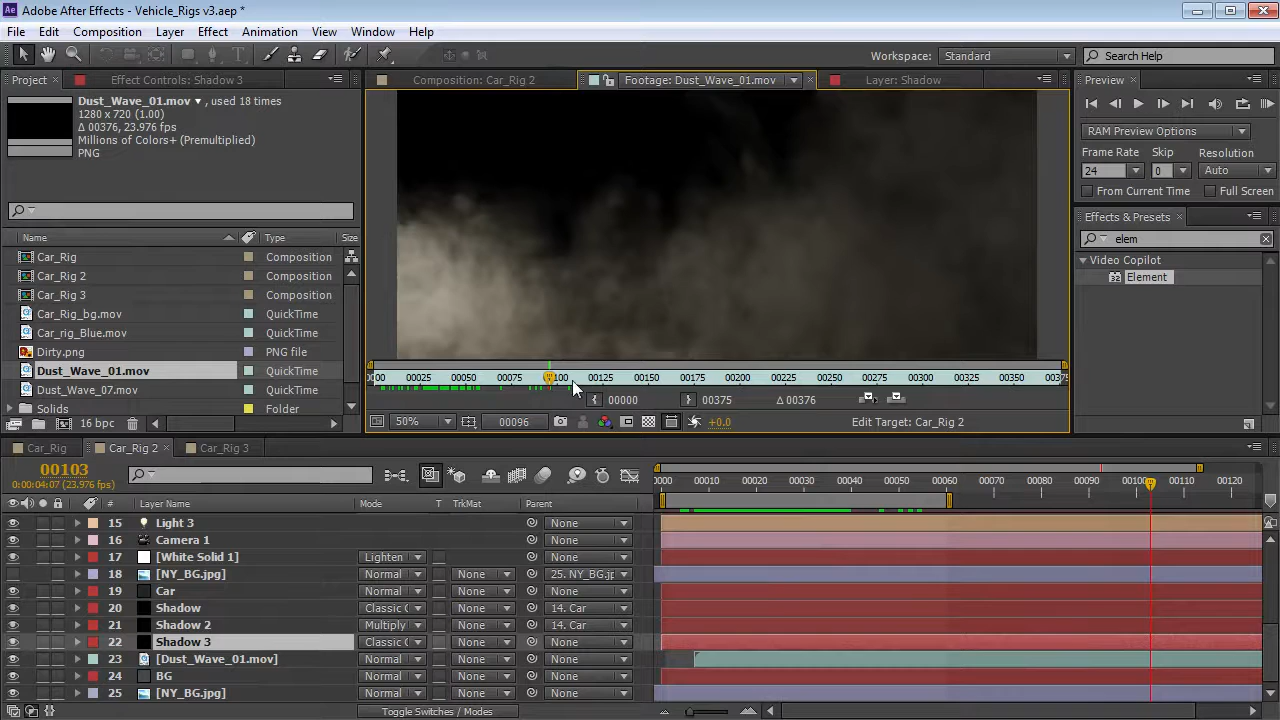 Adobe After Effects - Vehicle_Rigs v3.aep *
File Edit Composition Layer Effect Animation View Window Help
Workspace: Standard Search Help
Project Effect Controls: Shadow 3
Composition: Car_Rig 2 Footage: Dust_Wave_01.mov Layer: Shadow
Preview
Dust_Wave_01.mov ▾ , used 18 times
1280 x 720 (1.00)
Δ 00376, 23.976 fps
Millions of Colors+ (Premultiplied)
PNG
RAM Preview Options
Frame Rate Skip Resolution
24 0 Auto
From Current Time Full Screen
Effects & Presets
elem
Video Copilot
32 Element
Name Type Size
Car_Rig Composition
Car_Rig 2 Composition
Car_Rig 3 Composition
Car_Rig_bg.mov QuickTime
Car_rig_Blue.mov QuickTime
Dirty.png PNG file
Dust_Wave_01.mov QuickTime
Dust_Wave_07.mov QuickTime
Solids Folder
16 bpc
00025 00050 00075 00125 00150 00175 00200 00225 00250 00275 00300 00325 00350
00000 00375 Δ 00376
50% 00096 +0.0 Edit Target: Car_Rig 2
Car_Rig Car_Rig 2 Car_Rig 3
00103
0:00:04:07 (23.976 fps)
00010 00020 00030 00040 00050 00060 00070 00080 00090 00110 00120
# Layer Name Mode T TrkMat Parent
15 Light 3 None
16 Camera 1 None
17 [White Solid 1] Lighten None
18 [NY_BG.jpg] Normal None 25. NY_BG.jp
19 Car Normal None None
20 Shadow Classic None 14. Car
21 Shadow 2 Multiply None 14. Car
22 Shadow 3 Classic None None
23 [Dust_Wave_01.mov] Normal None None
24 BG Normal None None
25 [NY_BG.jpg] Normal None None
Toggle Switches / Modes